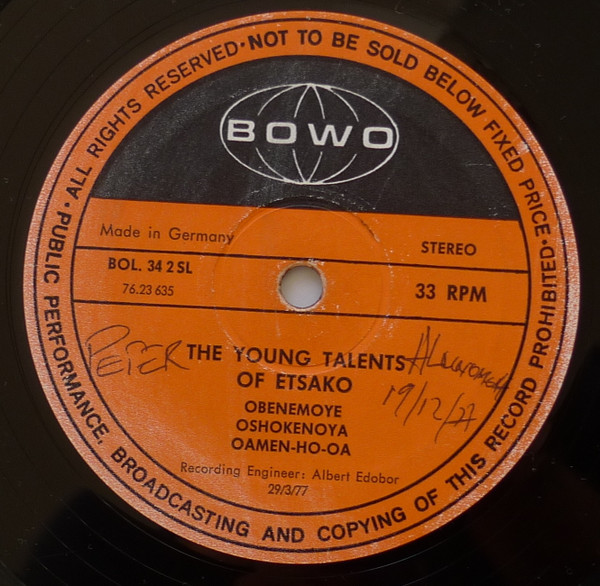 · ALL RIGHTS RESERVED · NOT TO BE SOLD BELOW FIXED PRICE ·
PUBLIC PERFORMANCE, BROADCASTING AND COPYING OF THIS RECORD PROHIBITED.
BOWO
Made in Germany
STEREO
BOL. 34 2 SL
76.23 635
33 RPM
PETER
THE YOUNG TALENTS
OF ETSAKO
19/12/77
OBENEMOYE
OSHOKENOYA
OAMEN-HO-OA
Recording Engineer: Albert Edobor
29/3/77